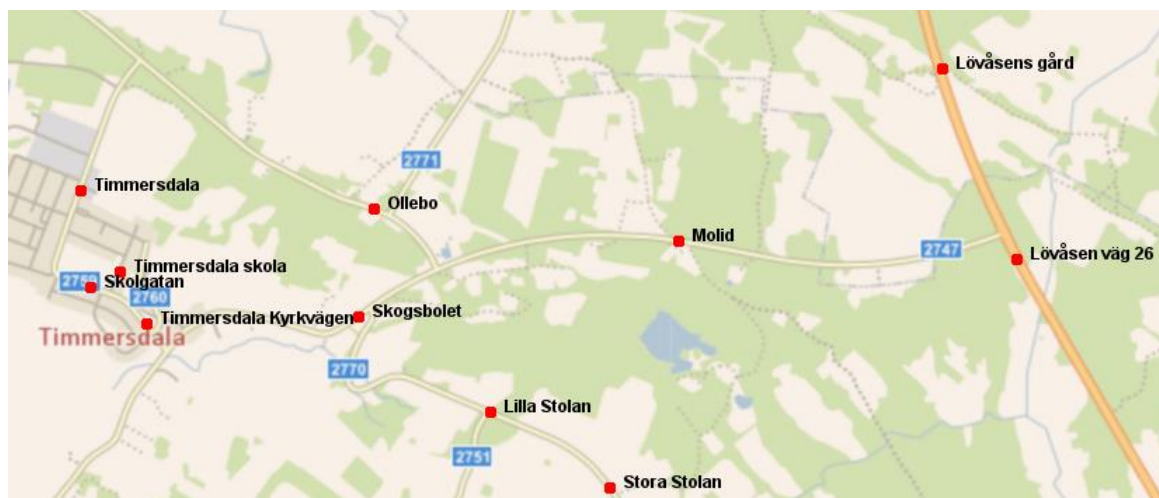 Lövåsens gård
2771
Timmersdala
Ollebo
Molid
2747
Lövåsen väg 26
Timmersdala skola
2759
Skolgatan
2760
Timmersdala Kyrkvägen
Skogsbolet
Timmersdala
2770
Lilla Stolan
2751
Stora Stolan